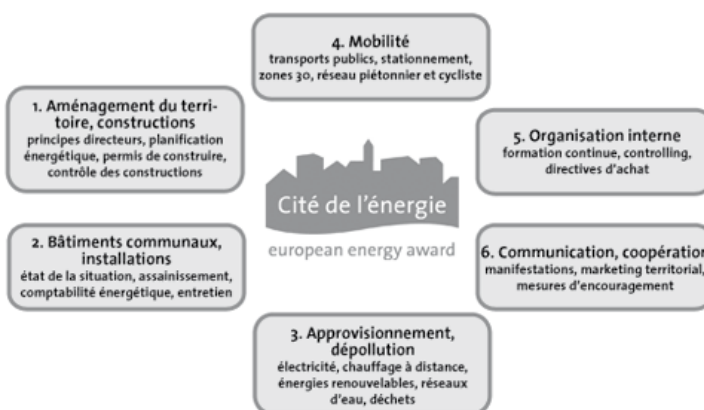 4. Mobilité
transports publics, stationnement,
zones 30, réseau piétonnier et cycliste
1. Aménagement du terri-
toire, constructions
principes directeurs, planification
énergétique, permis de construire,
contrôle des constructions
5. Organisation interne
formation continue, controlling,
directives d'achat
Cité de l'énergie
european energy award
2. Bâtiments communaux,
installations
état de la situation, assainissement,
comptabilité énergétique, entretien
6. Communication, coopération
manifestations, marketing territorial,
mesures d'encouragement
3. Approvisionnement,
dépollution
électricité, chauffage à distance,
énergies renouvelables, réseaux
d'eau, déchets